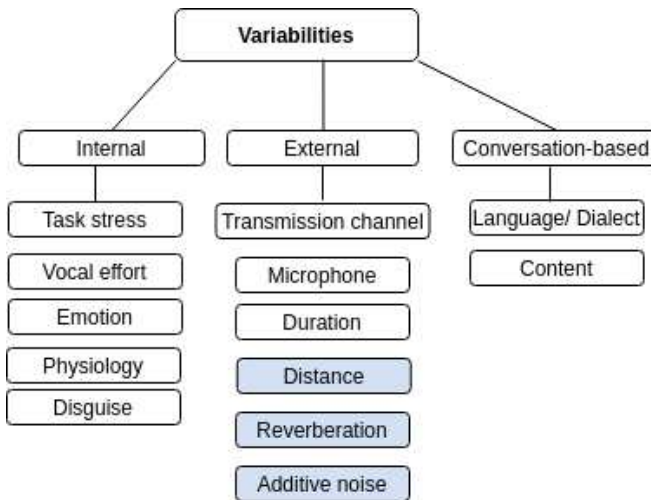 Variabilities
Internal
External
Conversation-based
Task stress
Transmission channel
Language/ Dialect
Vocal effort
Microphone
Content
Emotion
Duration
Physiology
Distance
Disguise
Reverberation
Additive noise